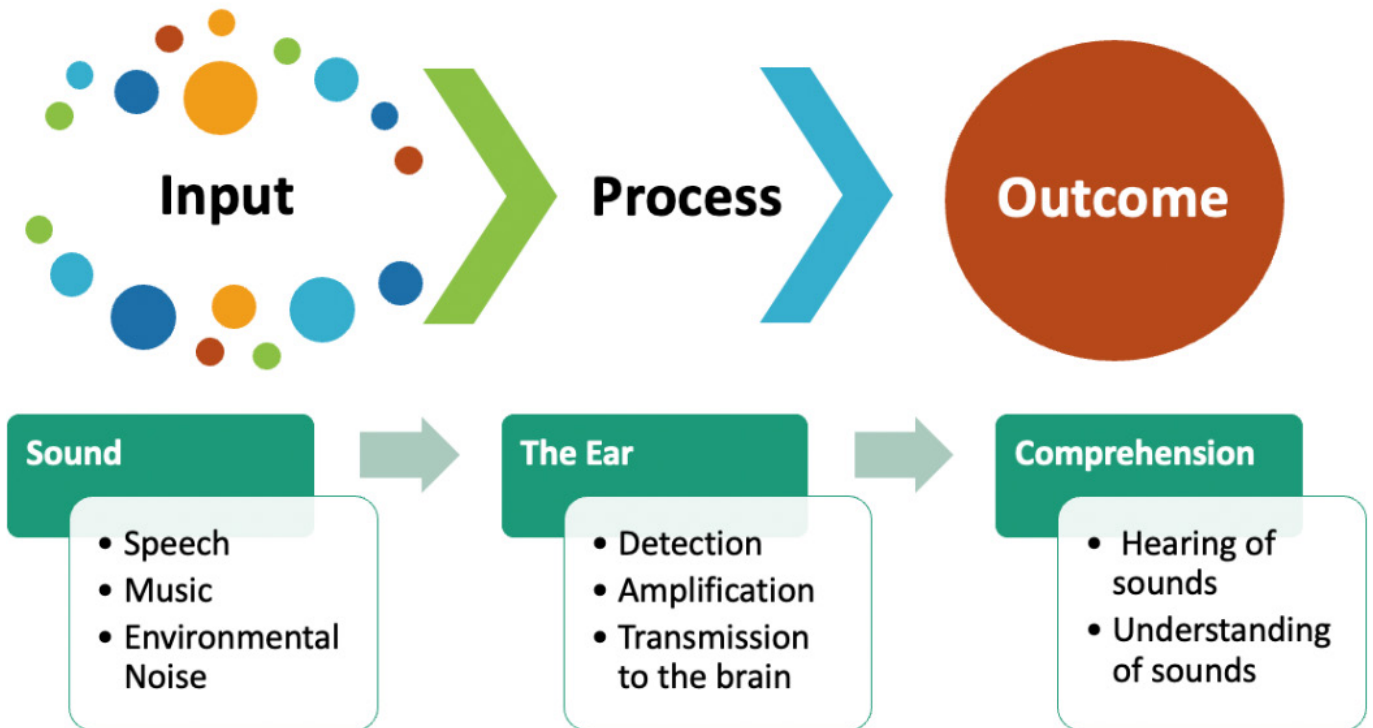 Input
Process
Outcome
Sound
• Speech
• Music
• Environmental
Noise
The Ear
• Detection
• Amplification
• Transmission
to the brain
Comprehension
• Hearing of
sounds
• Understanding
of sounds